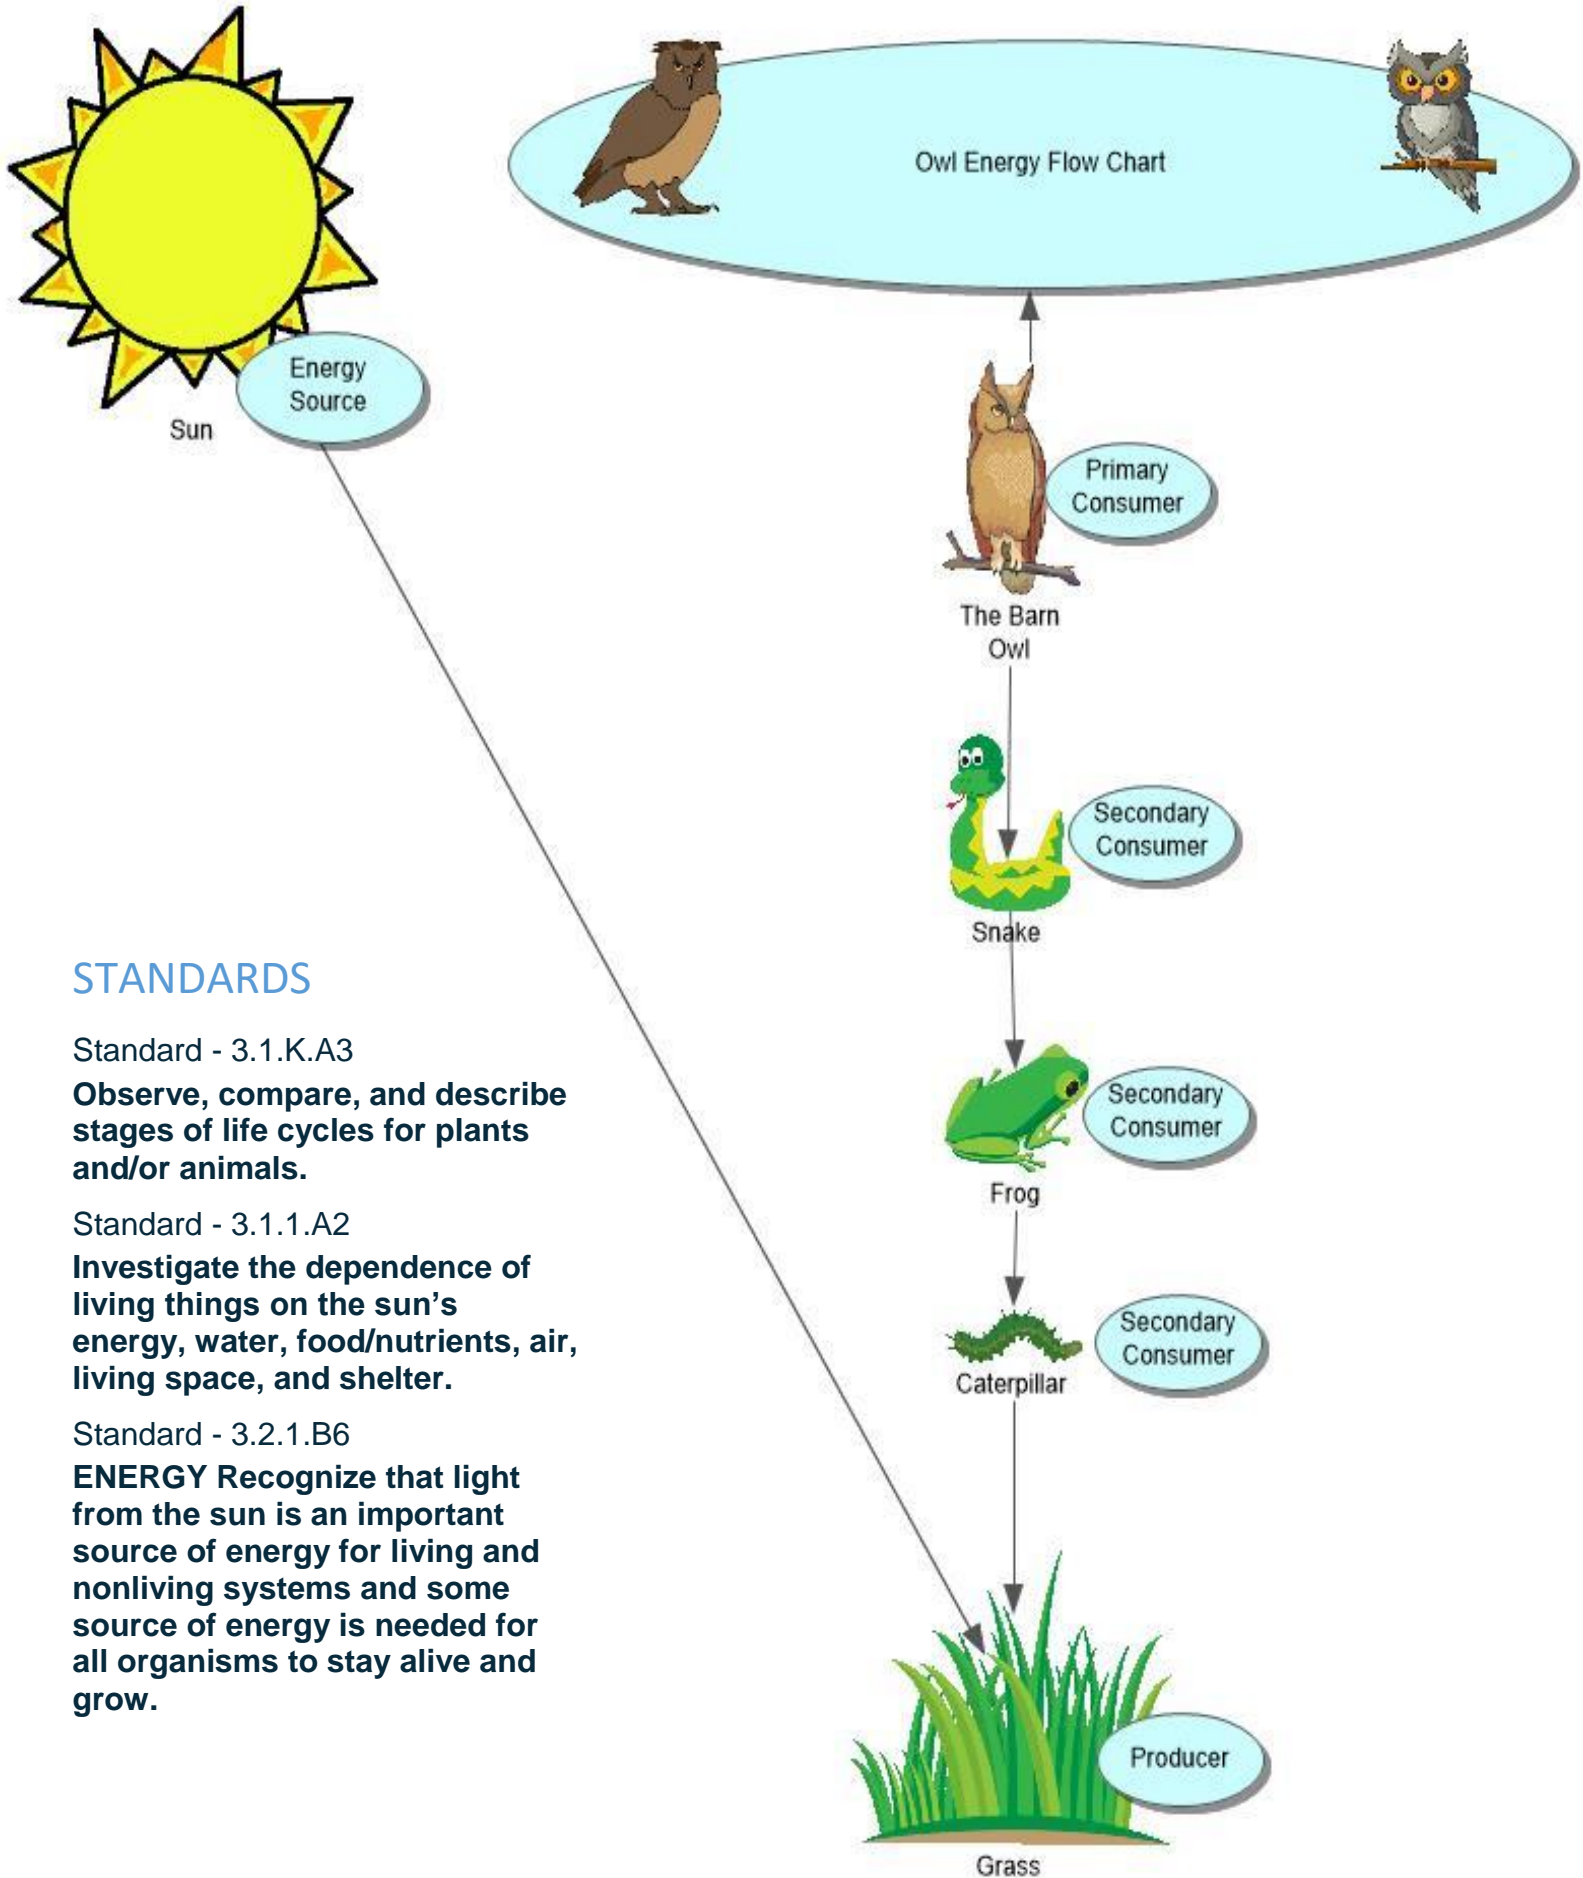 Owl Energy Flow Chart
Energy
Source
Sun
Primary
Consumer
The Barn
Owl
Secondary
Consumer
Snake
Secondary
Consumer
Frog
Secondary
Consumer
Caterpillar
Producer
Grass
STANDARDS
Standard - 3.1.K.A3
Observe, compare, and describe
stages of life cycles for plants
and/or animals.
Standard - 3.1.1.A2
Investigate the dependence of
living things on the sun’s
energy, water, food/nutrients, air,
living space, and shelter.
Standard - 3.2.1.B6
ENERGY Recognize that light
from the sun is an important
source of energy for living and
nonliving systems and some
source of energy is needed for
all organisms to stay alive and
grow.